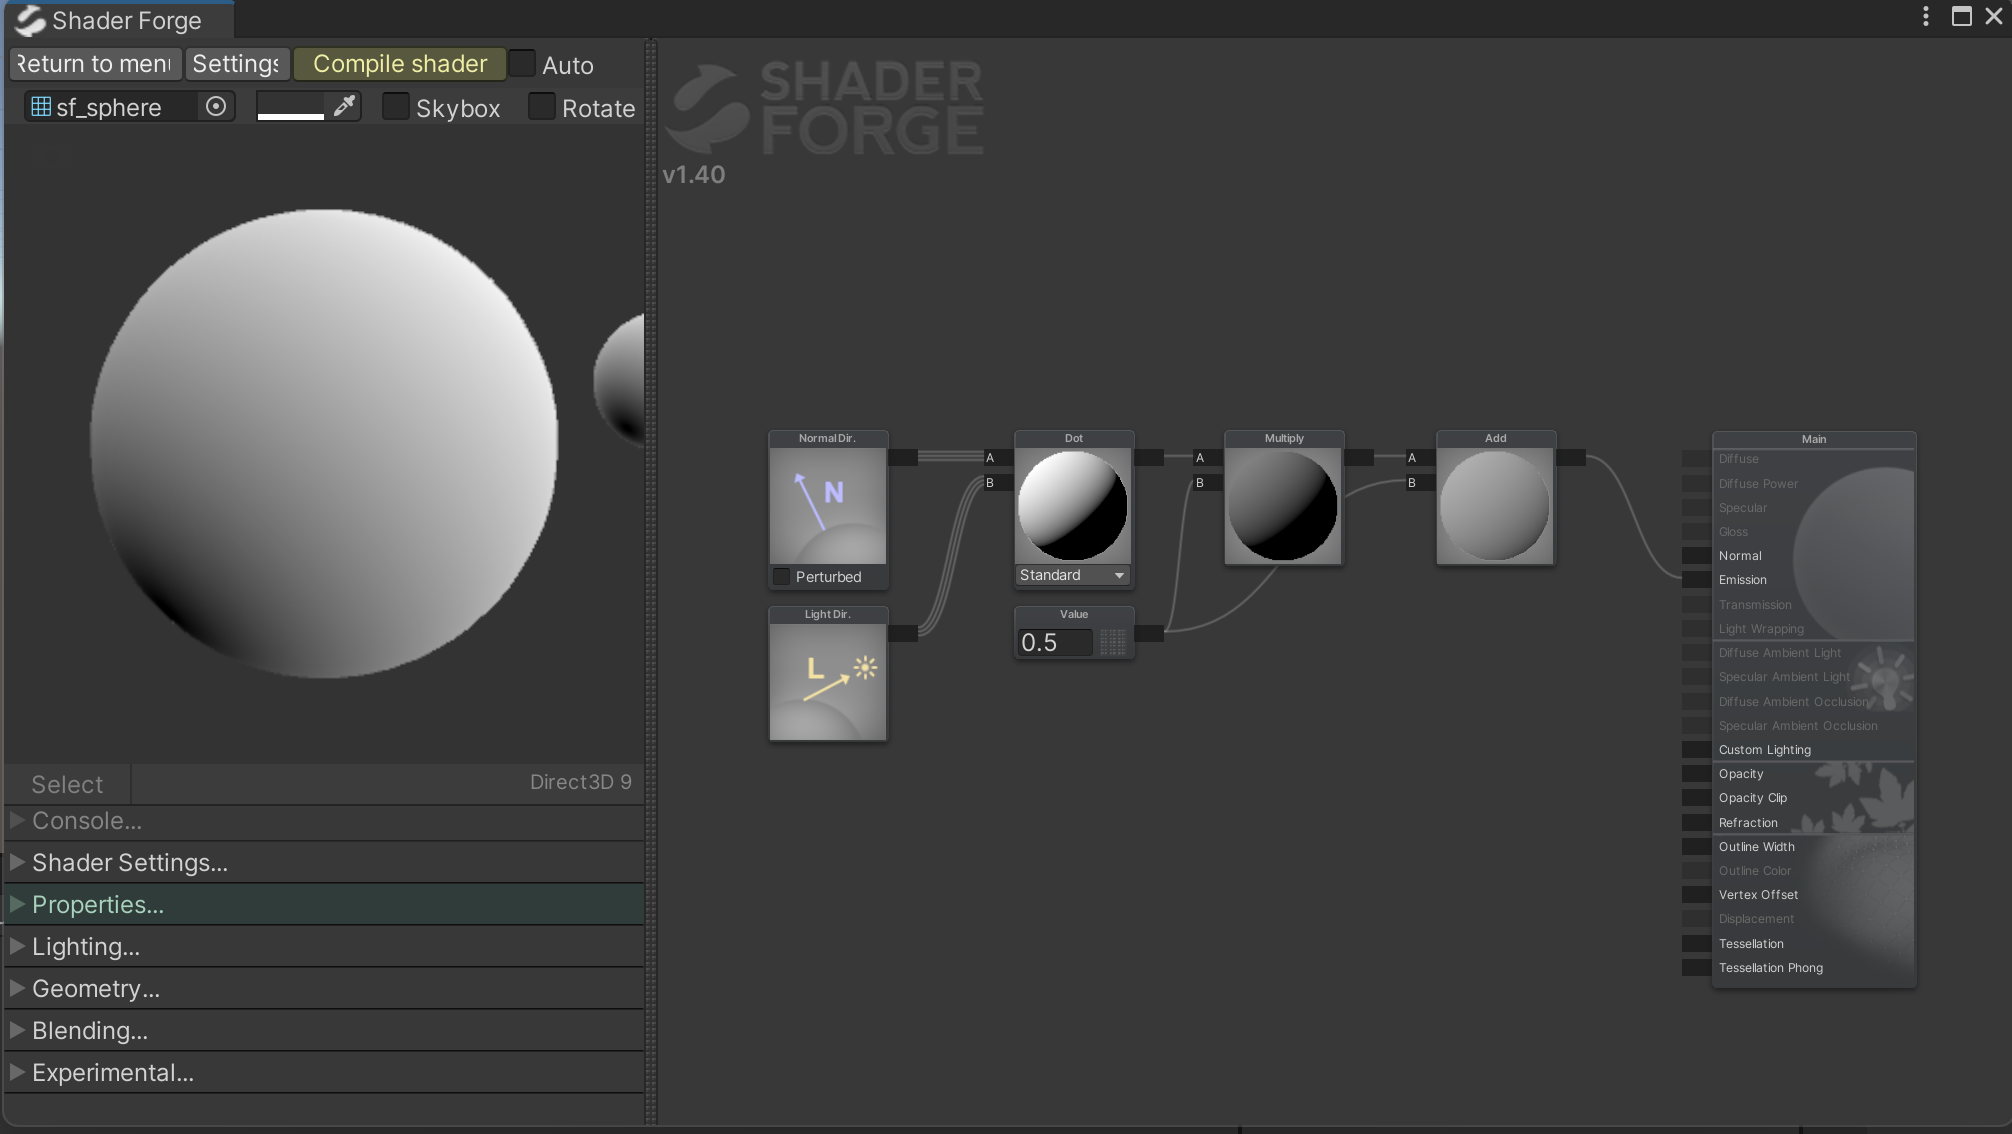 Shader Forge
Return to menu
Settings
Compile shader
Auto
sf_sphere
Skybox
Rotate
SHADER
FORGE
v1.40
Normal Dir.
N
Perturbed
Light Dir.
L
Dot
A
B
Standard
Value
0.5
Multiply
A
B
Add
A
B
Main
Diffuse
Diffuse Power
Specular
Gloss
Normal
Emission
Transmission
Light Wrapping
Diffuse Ambient Light
Specular Ambient Light
Diffuse Ambient Occlusion
Specular Ambient Occlusion
Custom Lighting
Opacity
Opacity Clip
Refraction
Outline Width
Outline Color
Vertex Offset
Displacement
Tessellation
Tessellation Phong
Select
Direct3D 9
Console...
Shader Settings...
Properties...
Lighting...
Geometry...
Blending...
Experimental...